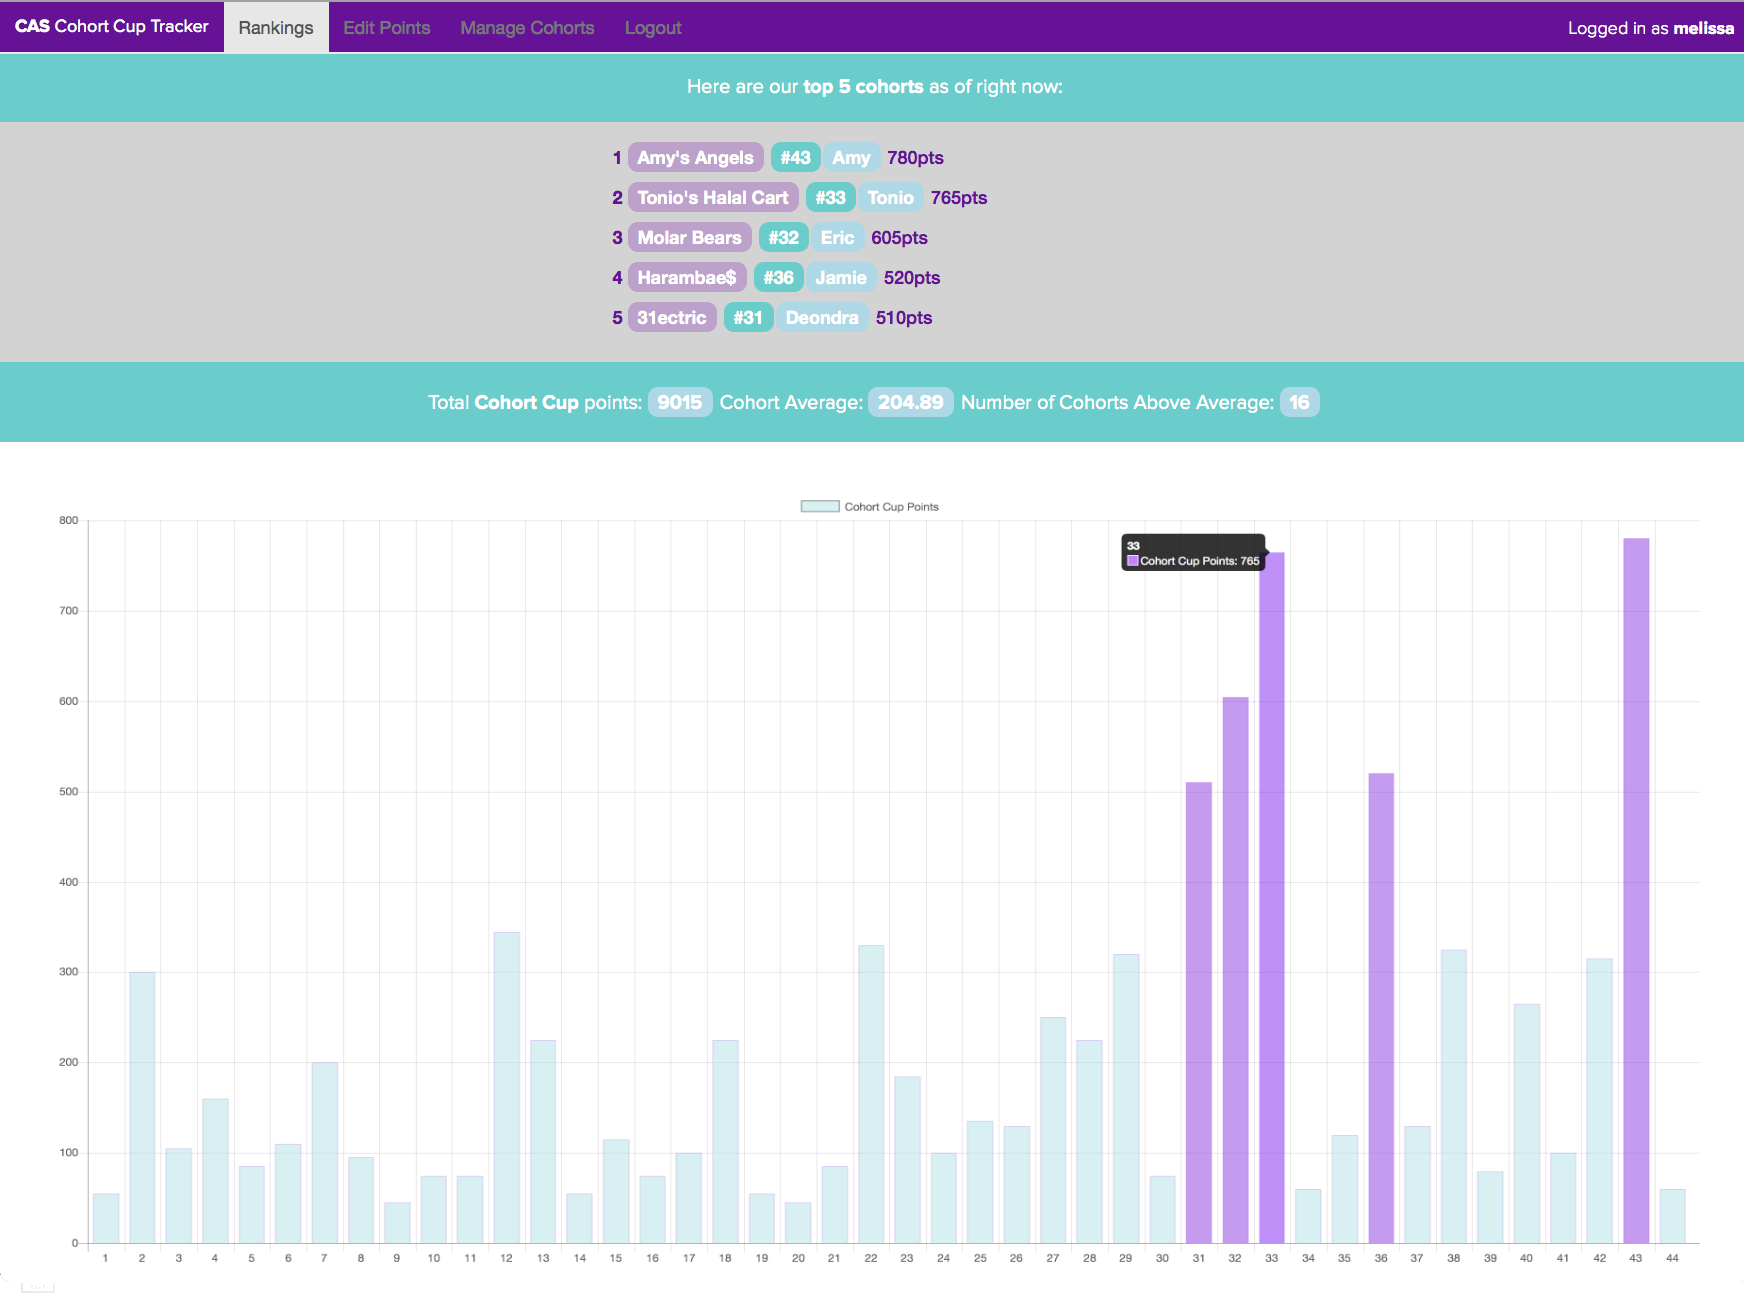 CAS Cohort Cup Tracker Rankings Edit Points Manage Cohorts Logout Logged in as melissa
Here are our top 5 cohorts as of right now:
1 Amy's Angels #43 Amy 780pts
2 Tonio's Halal Cart #33 Tonio 765pts
3 Molar Bears #32 Eric 605pts
4 Harambae$ #36 Jamie 520pts
5 31ectric #31 Deondra 510pts
Total Cohort Cup points: 9015 Cohort Average: 204.89 Number of Cohorts Above Average: 16
Cohort Cup Points
800
33
Cohort Cup Points: 765
700
600
500
400
300
200
100
0
1 2 3 4 5 6 7 8 9 10 11 12 13 14 15 16 17 18 19 20 21 22 23 24 25 26 27 28 29 30 31 32 33 34 35 36 37 38 39 40 41 42 43 44